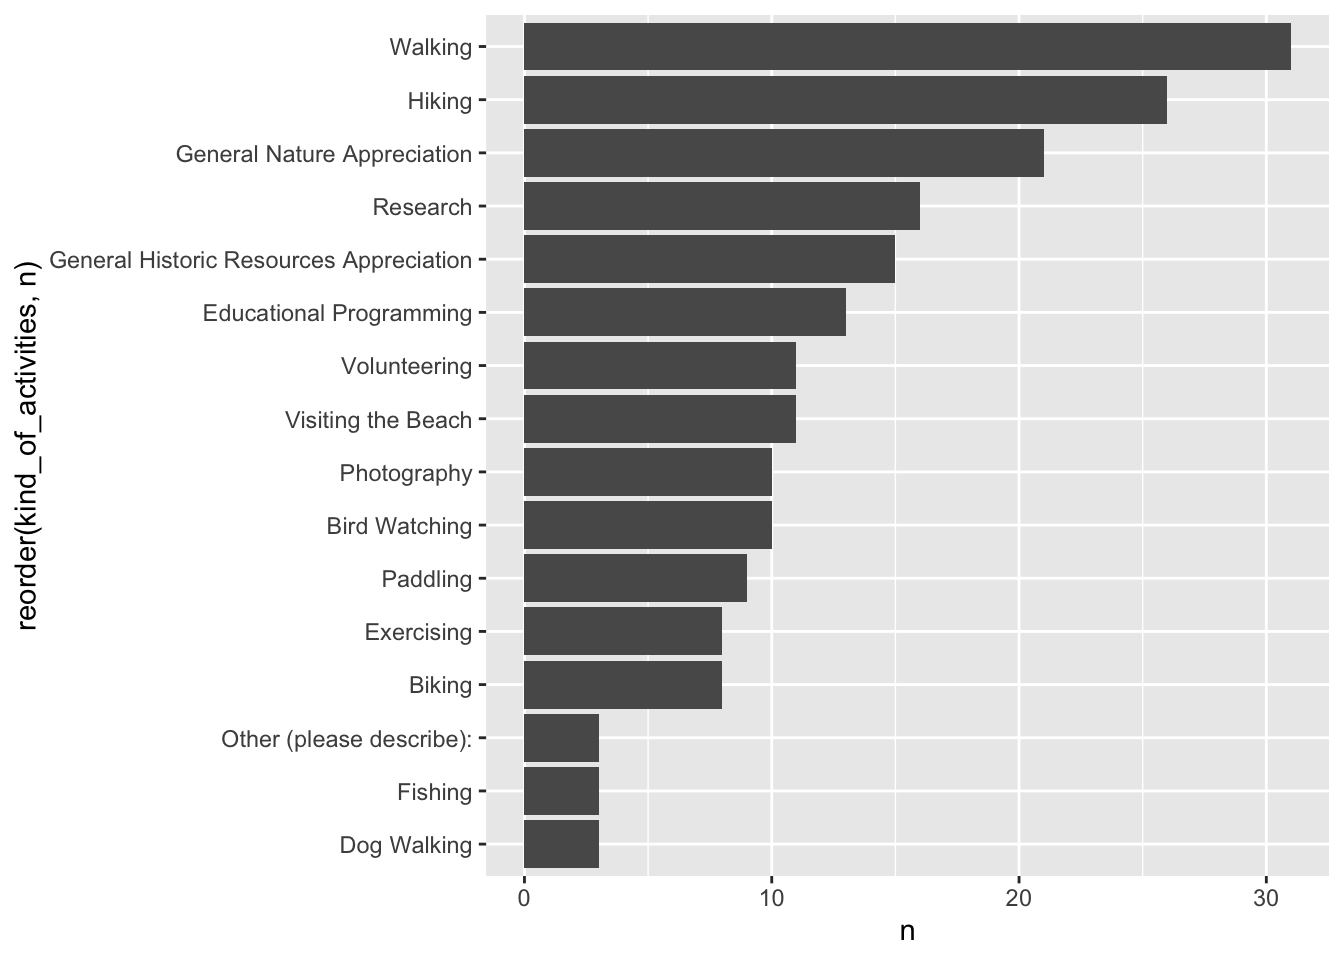 Walking
Hiking
General Nature Appreciation
Research
General Historic Resources Appreciation
Educational Programming
Volunteering
Visiting the Beach
Photography
Bird Watching
Paddling
Exercising
Biking
Other (please describe):
Fishing
Dog Walking
reorder(kind_of_activities, n)
0 10 20 30
n